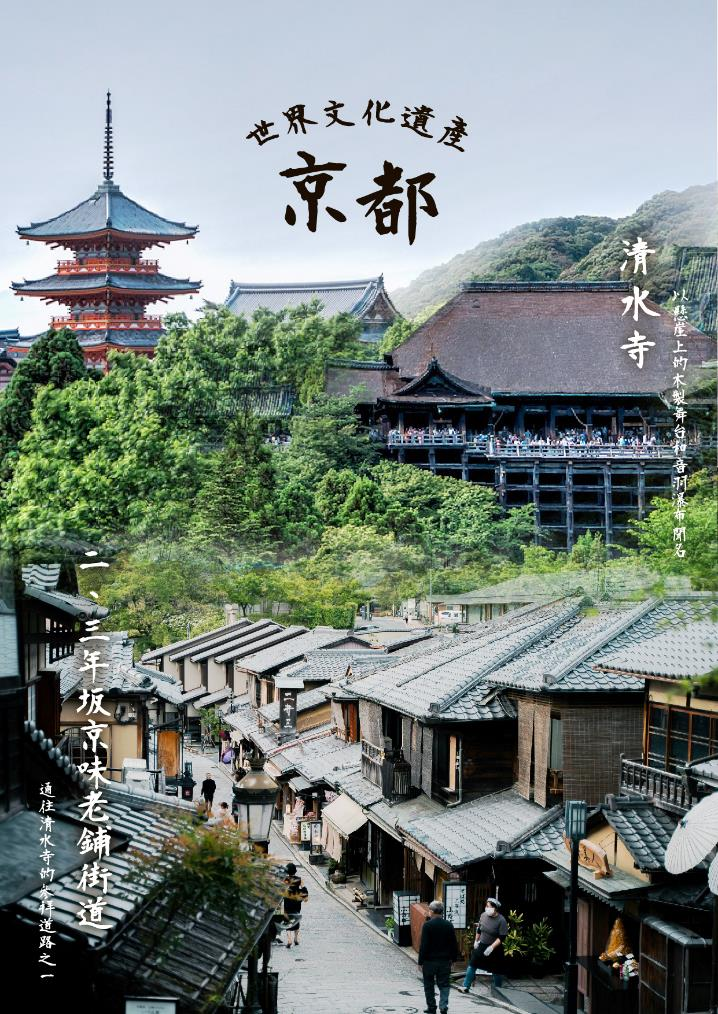 世界文化遺產
京都
清水寺
以懸崖上的木製舞台和音羽瀑布聞名
二、三年坂京味老鋪街道
通往清水寺的參拜道路之一